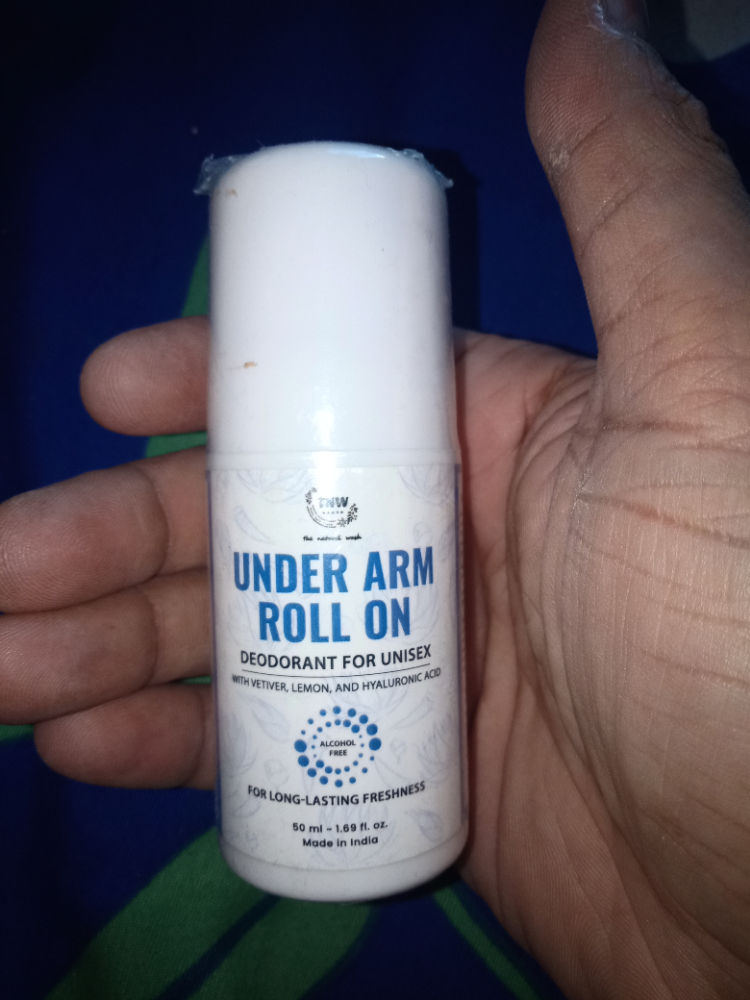 TNW
the natural wash
UNDER ARM
ROLL ON
DEODORANT FOR UNISEX
WITH VETIVER, LEMON, AND HYALURONIC ACID
ALCOHOL
FREE
FOR LONG-LASTING FRESHNESS
50 ml - 1.69 fl. oz.
Made in India